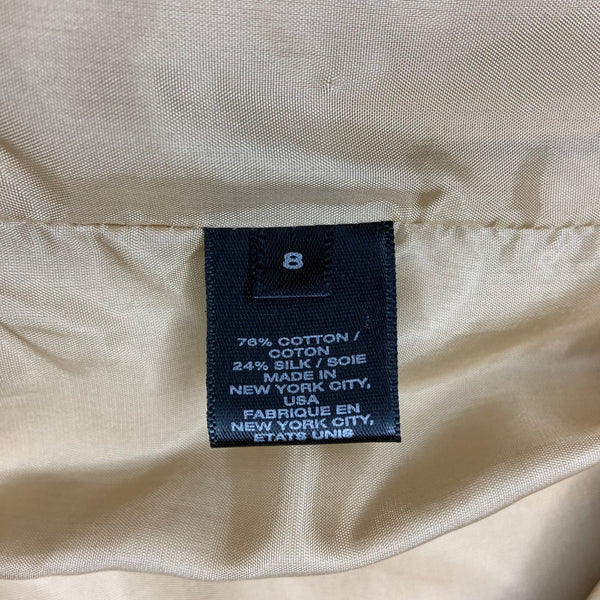 8
76% COTTON /
COTON
24% SILK / SOIE
MADE IN
NEW YORK CITY,
USA
FABRIQUE EN
NEW YORK CITY,
ETATS UNIS